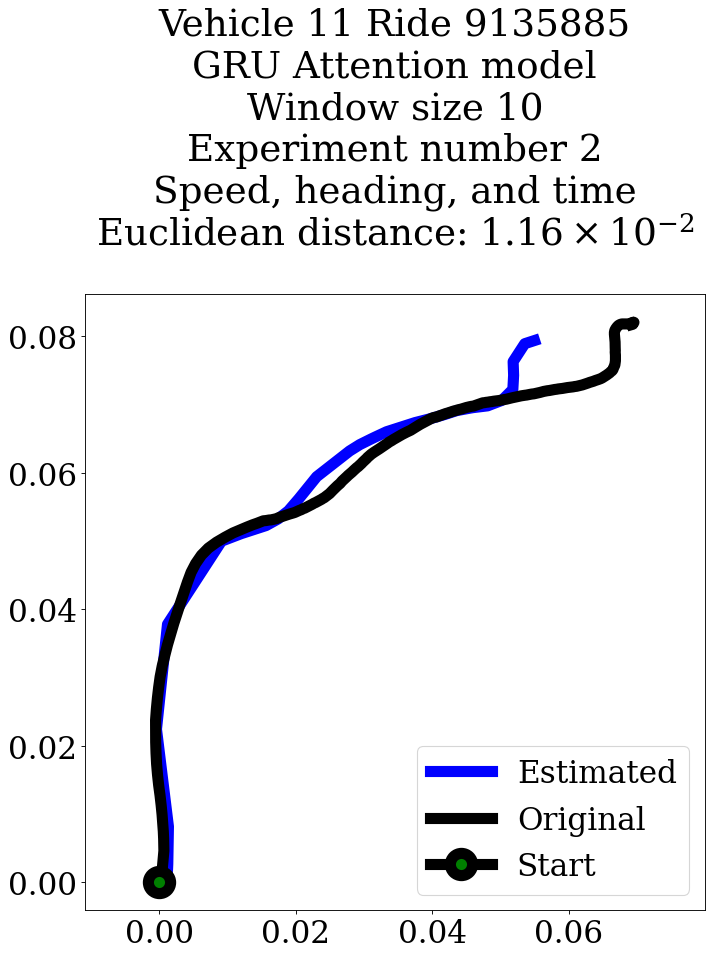 Vehicle 11 Ride 9135885
GRU Attention model
Window size 10
Experiment number 2
Speed, heading, and time
Euclidean distance: 1.16 × 10⁻²
0.08
0.06
0.04
0.02
0.00
0.00 0.02 0.04 0.06
Estimated
Original
Start